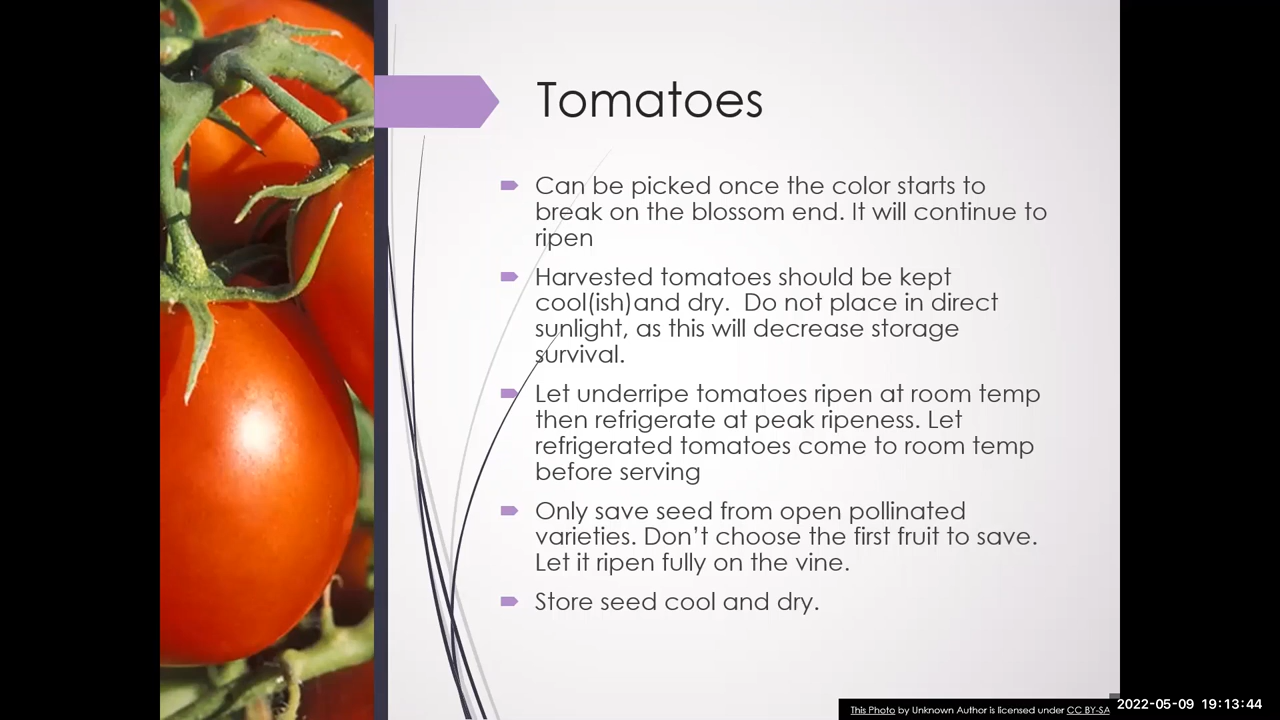 Tomatoes
Can be picked once the color starts to
break on the blossom end. It will continue to
ripen
Harvested tomatoes should be kept
cool(ish)and dry.  Do not place in direct
sunlight, as this will decrease storage
survival.
Let underripe tomatoes ripen at room temp
then refrigerate at peak ripeness. Let
refrigerated tomatoes come to room temp
before serving
Only save seed from open pollinated
varieties. Don’t choose the first fruit to save.
Let it ripen fully on the vine.
Store seed cool and dry.
This Photo by Unknown Author is licensed under CC BY-SA
2022-05-09 19:13:44